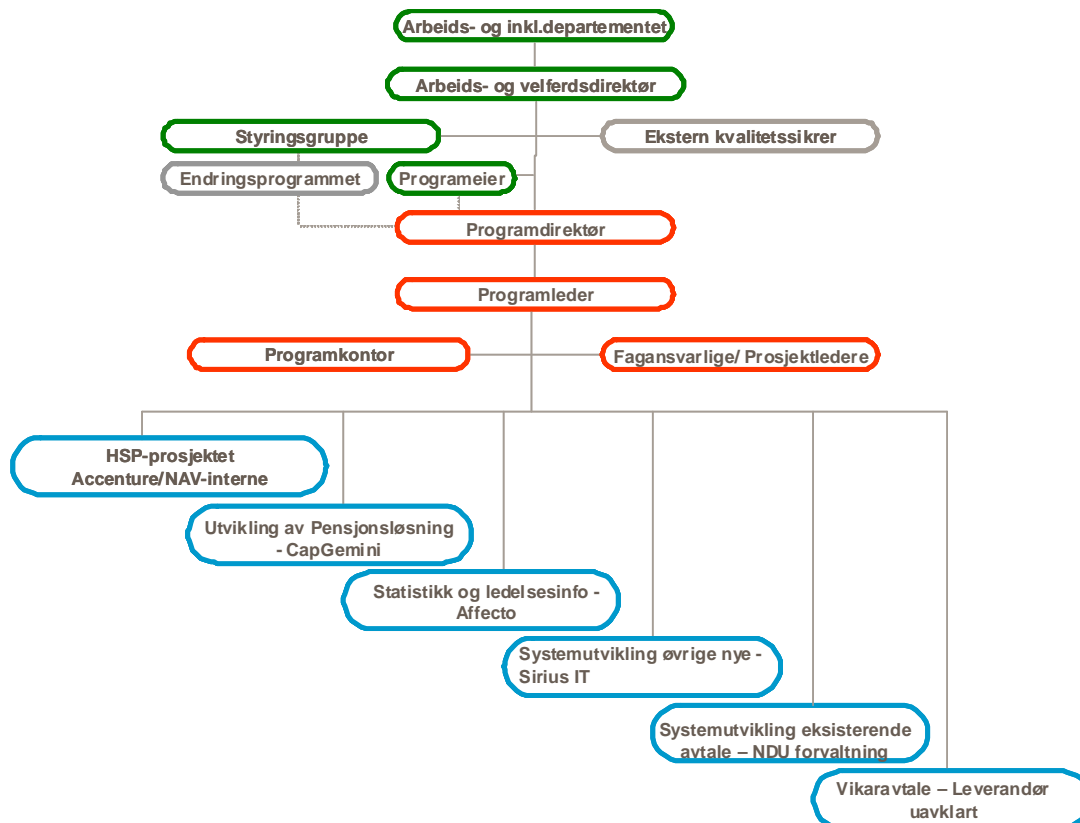 Arbeids- og inkl.departementet
Arbeids- og velferdsdirektør
Styringsgruppe
Ekstern kvalitetssikrer
Endringsprogrammet
Programeier
Programdirektør
Programleder
Programkontor
Fagansvarlige/ Prosjektledere
HSP-prosjektet
Accenture/NAV-interne
Utvikling av Pensjonsløsning
- CapGemini
Statistikk og ledelsesinfo -
Affecto
Systemutvikling øvrige nye -
Sirius IT
Systemutvikling eksisterende
avtale – NDU forvaltning
Vikaravtale – Leverandør
uavklart